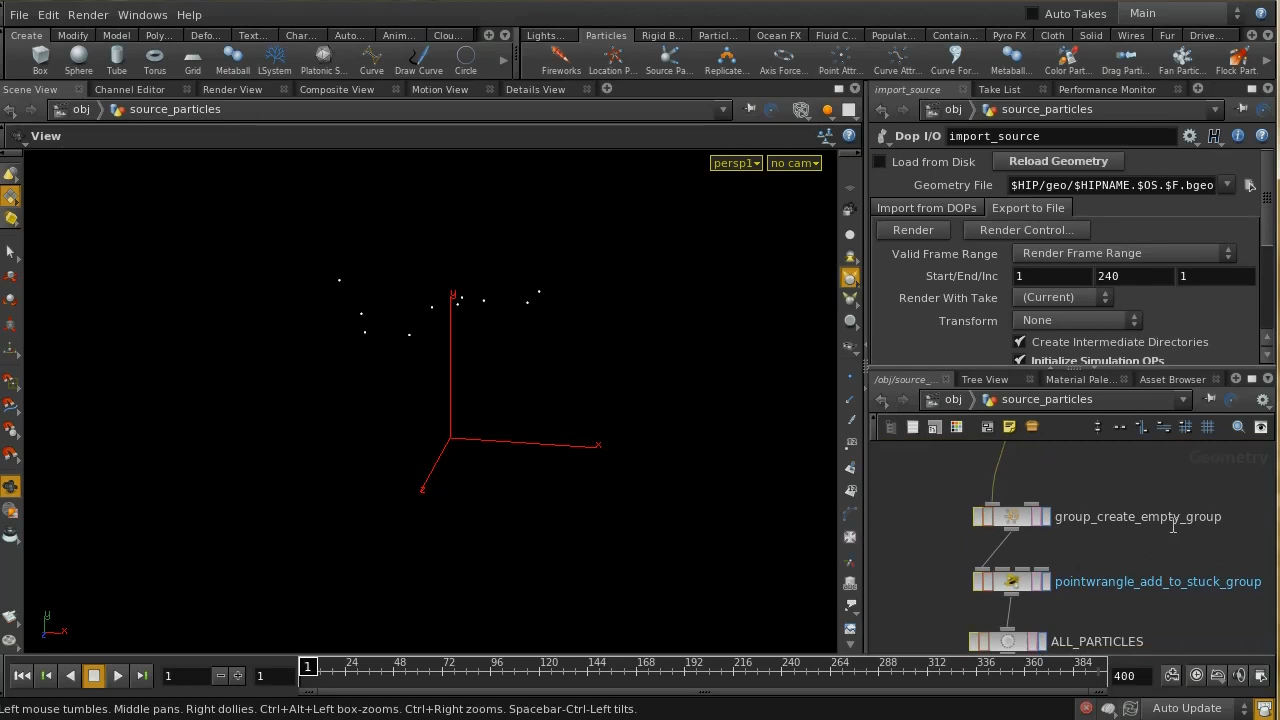 File Edit Render Windows Help Auto Takes Main
Create Modify Model Poly... Defo... Text... Char... Auto... Anim... Clou... Lights... Particles Rigid B... Particl... Ocean FX Fluid C... Populat... Contain... Pyro FX Cloth Solid Wires Fur Drive...
Box Sphere Tube Torus Grid Metaball LSystem Platonic S... Curve Draw Curve Circle Fireworks Location P... Source Pa... Replicate... Axis Force... Point Attr... Curve Attr... Curve For... Metaball... Color Part... Drag Parti... Fan Partic... Flock Part.
Scene View Channel Editor Render View Composite View Motion View Details View import_source Take List Performance Monitor
obj source_particles obj source_particles
View Dop I/O import_source
persp1 no cam Load from Disk Reload Geometry
Geometry File $HIP/geo/$HIPNAME.$OS.$F.bgeo
Import from DOPs Export to File
Render Render Control...
Valid Frame Range Render Frame Range
Start/End/Inc 1 240 1
Render With Take (Current)
Transform None
Create Intermediate Directories
Initialize Simulation OPs
/obj/source_... Tree View Material Pale... Asset Browser
obj source_particles
Geometry
y
x
z
group_create_empty_group
pointwrangle_add_to_stuck_group
ALL_PARTICLES
y
x
z
1 1 1 24 48 72 96 120 144 168 192 216 240 264 288 312 336 360 384 400
Left mouse tumbles. Middle pans. Right dollies. Ctrl+Alt+Left box-zooms. Ctrl+Right zooms. Spacebar-Ctrl-Left tilts. Auto Update